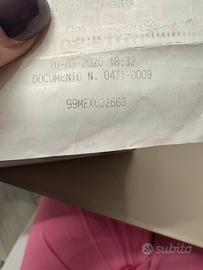 10-03-2020 18:32
DOCUMENTO N. 0471-0009
99MEX032663
subito